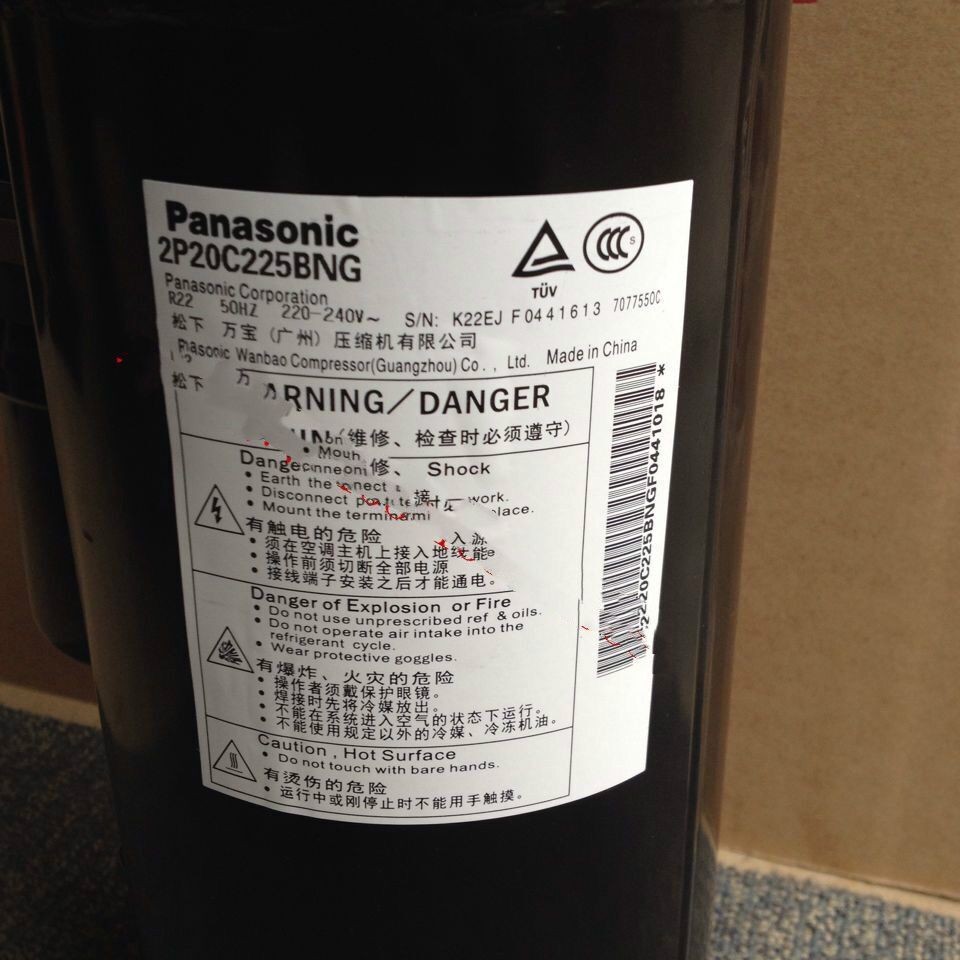 Panasonic
2P20C225BNG
Panasonic Corporation
R22 50HZ 220-240V~ S/N: K22EJ F0441613 7077550C
TÜV
CCC S
松下 万宝（广州）压缩机有限公司
Panasonic Wanbao Compressor(Guangzhou) Co., Ltd. Made in China
松下 万
RNING/DANGER
(维修、检查时必须遵守)
Mou
Shock
修、
• Earth the
• Disconnect work.
• Mount the place.
有触电的危险
• 须在空调主机上接入地线
• 操作前须切断全部电源
• 接线端子安装之后才能通电。
Danger of Explosion or Fire
• Do not use unprescribed ref & oils.
• Do not operate air intake into the
refrigerant cycle.
• Wear protective goggles.
有爆炸、火灾的危险
• 操作者须戴保护眼镜。
• 焊接时先将冷媒放出。
• 不能在系统进入空气的状态下运行。
• 不能使用规定以外的冷媒、冷冻机油。
Caution , Hot Surface
• Do not touch with bare hands.
有烫伤的危险
• 运行中或刚停止时不能用手触摸。
2220C225BNGF0441018 *